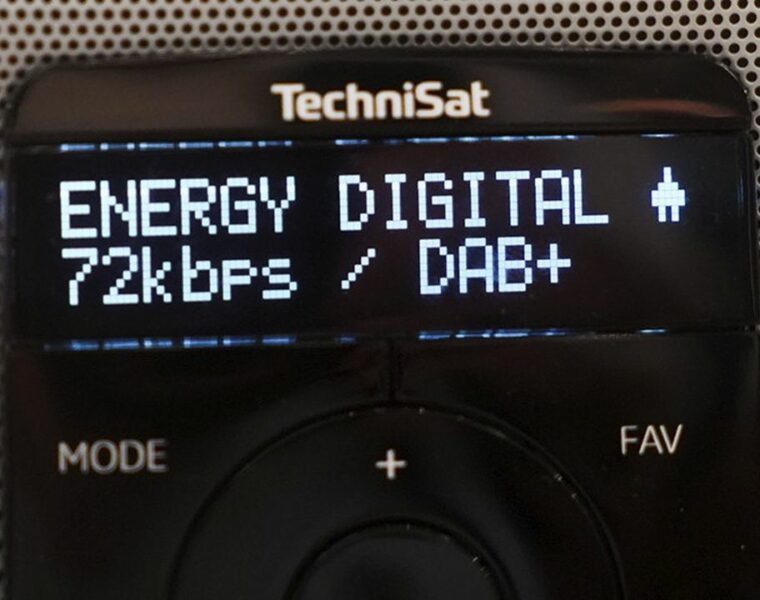 TechniSat
ENERGY DIGITAL
72kbps / DAB+
MODE
+
FAV